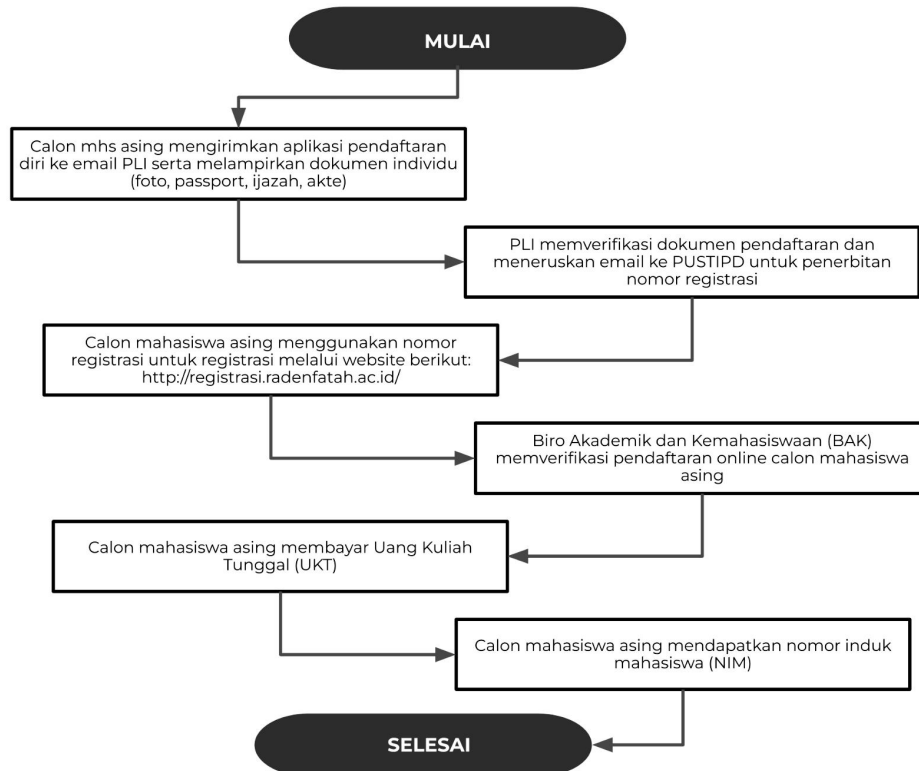 MULAI
Calon mhs asing mengirimkan aplikasi pendaftaran
diri ke email PLI serta melampirkan dokumen individu
(foto, passport, ijazah, akte)
PLI memverifikasi dokumen pendaftaran dan
meneruskan email ke PUSTIPD untuk penerbitan
nomor registrasi
Calon mahasiswa asing menggunakan nomor
registrasi untuk registrasi melalui website berikut:
http://registrasi.radenfatah.ac.id/
Biro Akademik dan Kemahasiswaan (BAK)
memverifikasi pendaftaran online calon mahasiswa
asing
Calon mahasiswa asing membayar Uang Kuliah
Tunggal (UKT)
Calon mahasiswa asing mendapatkan nomor induk
mahasiswa (NIM)
SELESAI